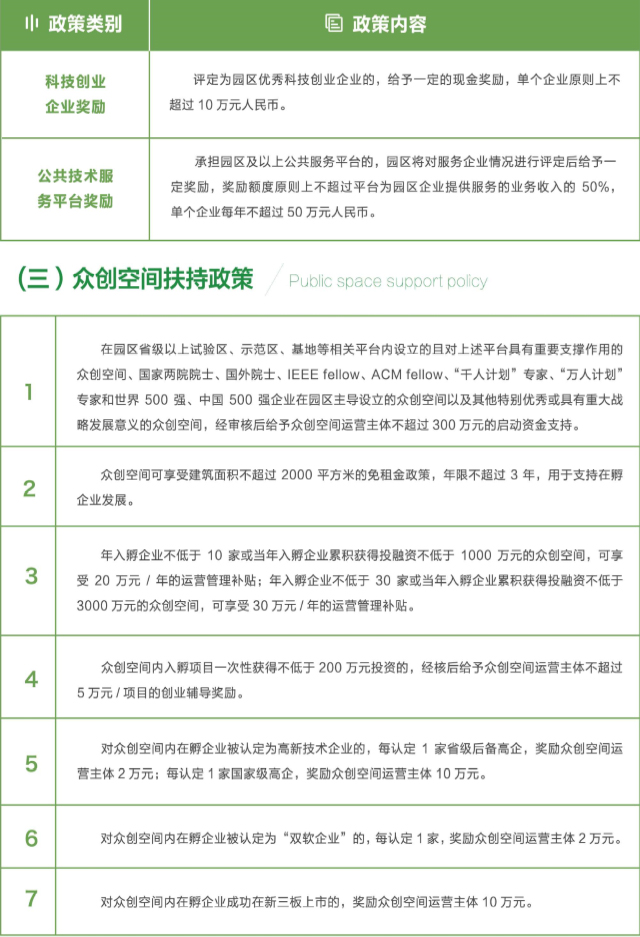 政策类别 政策内容
科技创业
企业奖励
评定为园区优秀科技创业企业的，给予一定的现金奖励，单个企业原则上不
超过 10 万元人民币。
公共技术服
务平台奖励
承担园区及以上公共服务平台的，园区将对服务企业情况进行评定后给予一
定奖励，奖励额度原则上不超过平台为园区企业提供服务的业务收入的 50%，
单个企业每年不超过 50 万元人民币。
（三）众创空间扶持政策 Public space support policy
1
在园区省级以上试验区、示范区、基地等相关平台内设立的且对上述平台具有重要支撑作用的
众创空间、国家两院院士、国外院士、IEEE fellow、ACM fellow、“千人计划”专家、“万人计划”
专家和世界 500 强、中国 500 强企业在园区主导设立的众创空间以及其他特别优秀或具有重大战
略发展意义的众创空间，经审核后给予众创空间运营主体不超过 300 万元的启动资金支持。
2
众创空间可享受建筑面积不超过 2000 平方米的免租金政策，年限不超过 3 年，用于支持在孵
企业发展。
3
年入孵企业不低于 10 家或当年入孵企业累积获得投融资不低于 1000 万元的众创空间，可享
受 20 万元 / 年的运营管理补贴；年入孵企业不低于 30 家或当年入孵企业累积获得投融资不低于
3000 万元的众创空间，可享受 30 万元 / 年的运营管理补贴。
4
众创空间内入孵项目一次性获得不低于 200 万元投资的，经核后给予众创空间运营主体不超过
5 万元 / 项目的创业辅导奖励。
5
对众创空间内在孵企业被认定为高新技术企业的，每认定 1 家省级后备高企，奖励众创空间运
营主体 2 万元；每认定 1 家国家级高企，奖励众创空间运营主体 10 万元。
6
对众创空间内在孵企业被认定为“双软企业”的，每认定 1 家，奖励众创空间运营主体 2 万元。
7
对众创空间内在孵企业成功在新三板上市的，奖励众创空间运营主体 10 万元。